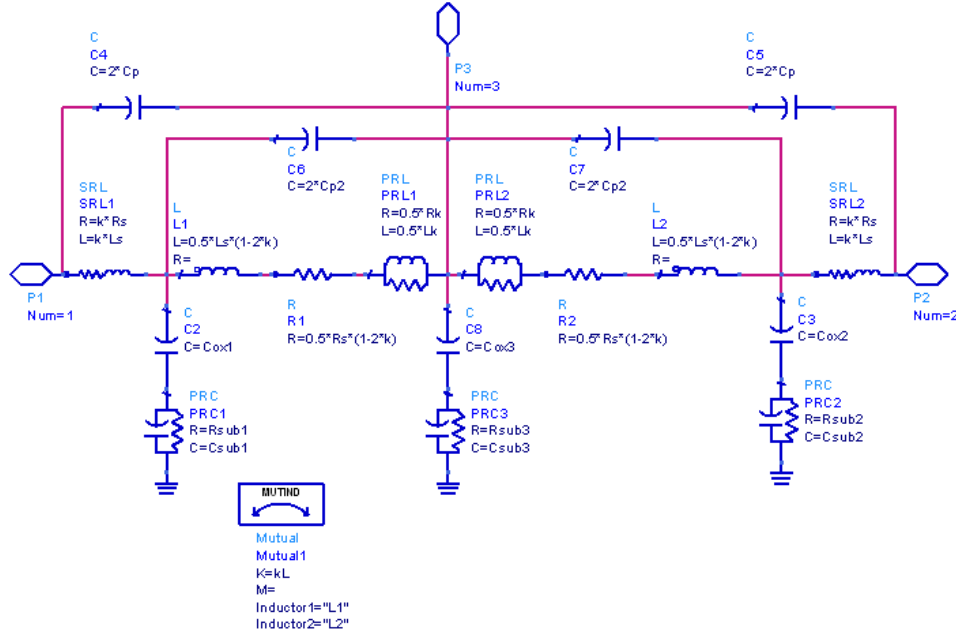 C
C4
C=2*Cp
P3
Num=3
C
C5
C=2*Cp
C
C6
C=2*Cp2
C
C7
C=2*Cp2
SRL
SRL1
R=k*Rs
L=k*Ls
L
L1
L=0.5*Ls*(1-2*k)
R=
PRL
PRL1
R=0.5*Rk
L=0.5*Lk
PRL
PRL2
R=0.5*Rk
L=0.5*Lk
L
L2
L=0.5*Ls*(1-2*k)
R=
SRL
SRL2
R=k*Rs
L=k*Ls
P1
Num=1
C
C2
C=Cox1
R
R1
R=0.5*Rs*(1-2*k)
C
C8
C=Cox3
R
R2
R=0.5*Rs*(1-2*k)
C
C3
C=Cox2
P2
Num=2
PRC
PRC1
R=Rsub1
C=Csub1
PRC
PRC3
R=Rsub3
C=Csub3
PRC
PRC2
R=Rsub2
C=Csub2
MUTIND
Mutual
Mutual1
K=kL
M=
Inductor1="L1"
Inductor2="L2"